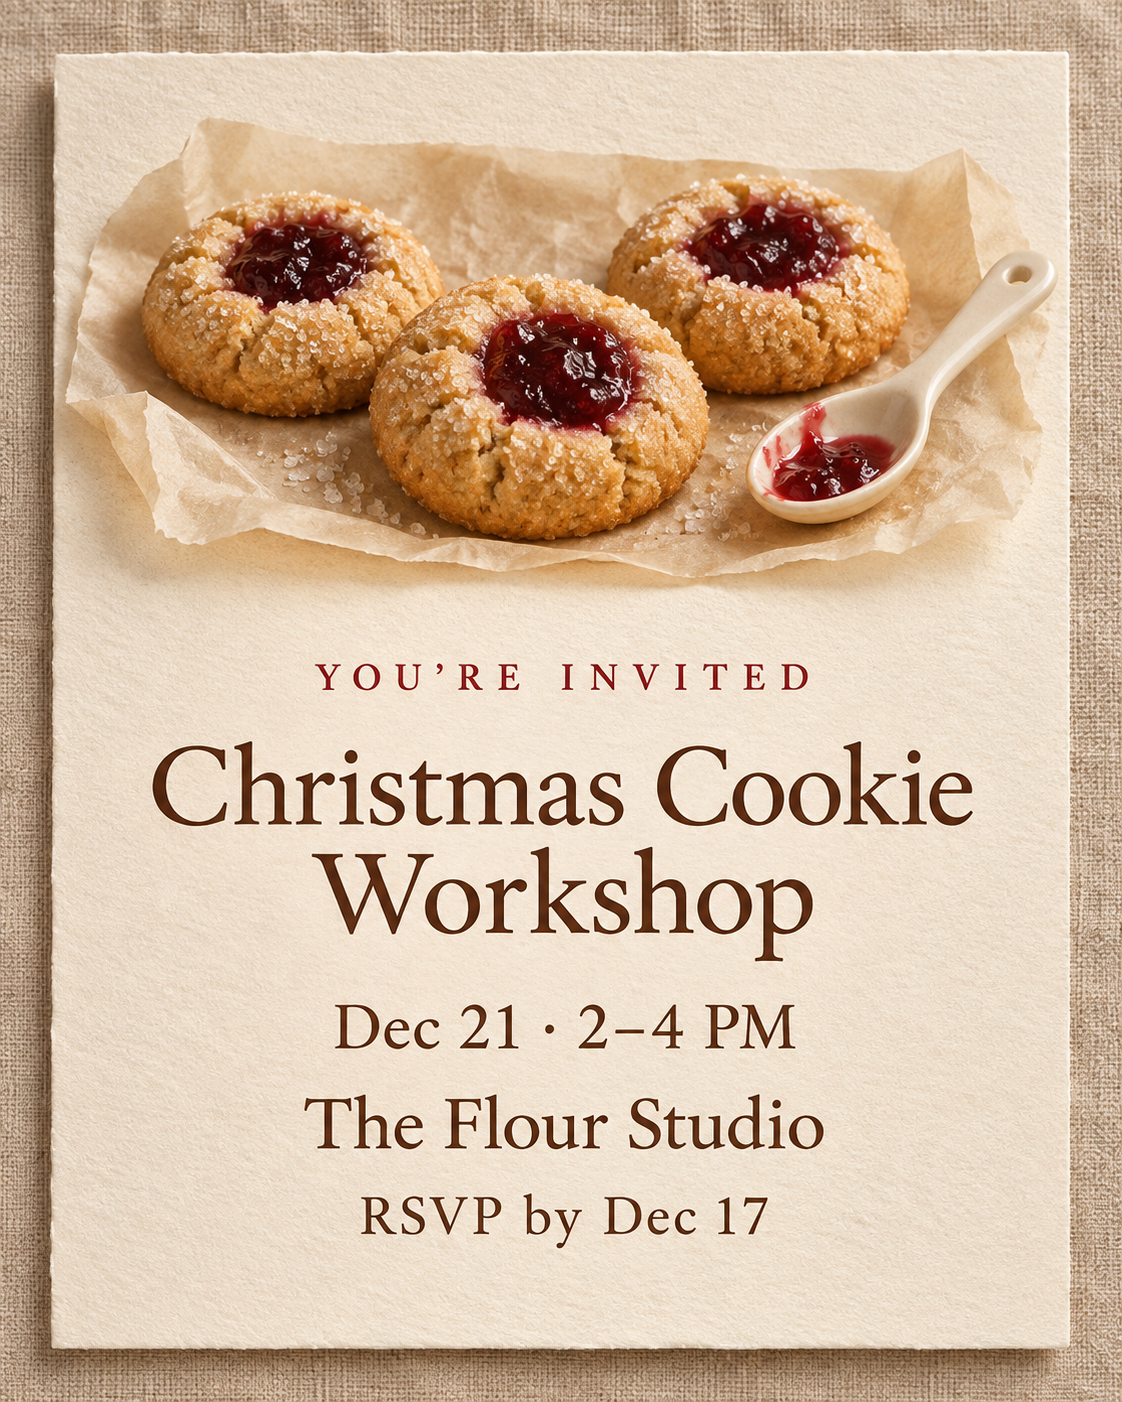 YOU’RE INVITED
Christmas Cookie
Workshop
Dec 21 · 2–4 PM
The Flour Studio
RSVP by Dec 17